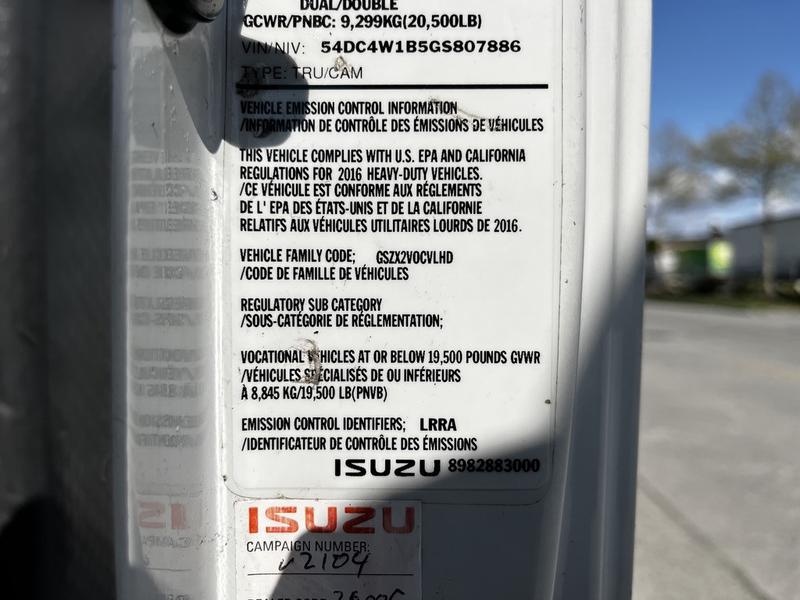 DUAL/DOUBLE
GCWR/PNBC: 9,299KG(20,500LB)
VIN/NIV: 54DC4W1B5GS807886
TYPE: TRU/CAM
VEHICLE EMISSION CONTROL INFORMATION
/INFORMATION DE CONTRÔLE DES ÉMISSIONS DE VÉHICULES
THIS VEHICLE COMPLIES WITH U.S. EPA AND CALIFORNIA
REGULATIONS FOR 2016 HEAVY-DUTY VEHICLES.
/CE VÉHICULE EST CONFORME AUX RÉGLEMENTS
DE L' EPA DES ÉTATS-UNIS ET DE LA CALIFORNIE
RELATIFS AUX VÉHICULES UTILITAIRES LOURDS DE 2016.
VEHICLE FAMILY CODE; GSZX2VOCVLHD
/CODE DE FAMILLE DE VÉHICULES
REGULATORY SUB CATEGORY
/SOUS-CATÉGORIE DE RÉGLEMENTATION;
VOCATIONAL VEHICLES AT OR BELOW 19,500 POUNDS GVWR
/VÉHICULES SPÉCIALISÉS DE OU INFÉRIEURS
À 8,845 KG/19,500 LB(PNVB)
EMISSION CONTROL IDENTIFIERS; LRRA
/IDENTIFICATEUR DE CONTRÔLE DES ÉMISSIONS
ISUZU 8982883000
ISUZU
CAMPAIGN NUMBER:
V2104